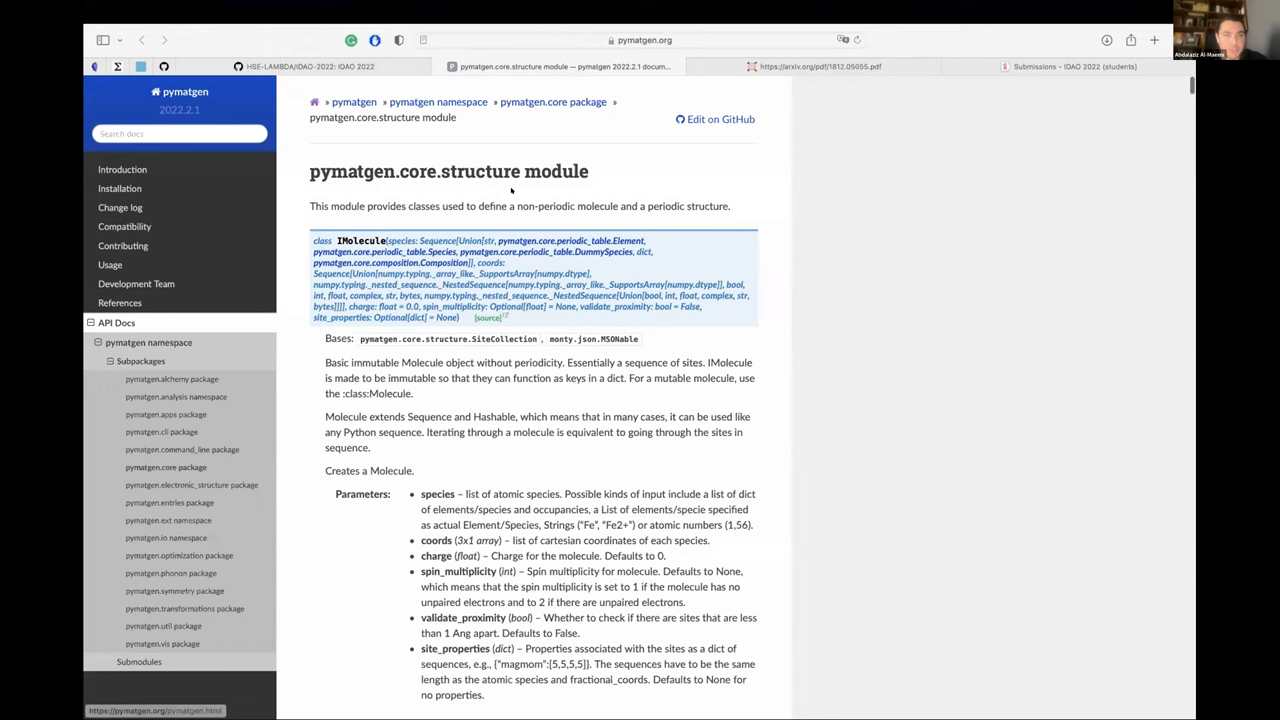 pymatgen.org
HSE-LAMBDA/IDAO-2022: IDAO 2022
pymatgen.core.structure module — pymatgen 2022.2.1 docum...
https://arxiv.org/pdf/1812.05055.pdf
Submissions - IDAO 2022 (students)
Abdalaziz Al-Maeeni
pymatgen
2022.2.1
Search docs
Introduction
Installation
Change log
Compatibility
Contributing
Usage
Development Team
References
API Docs
pymatgen namespace
Subpackages
pymatgen.alchemy package
pymatgen.analysis namespace
pymatgen.apps package
pymatgen.cli package
pymatgen.command_line package
pymatgen.core package
pymatgen.electronic_structure package
pymatgen.entries package
pymatgen.ext namespace
pymatgen.io namespace
pymatgen.optimization package
pymatgen.phonon package
pymatgen.symmetry package
pymatgen.transformations package
pymatgen.util package
pymatgen.vis package
Submodules
https://pymatgen.org/pymatgen.html
» pymatgen » pymatgen namespace » pymatgen.core package »
pymatgen.core.structure module
Edit on GitHub
pymatgen.core.structure module
This module provides classes used to define a non-periodic molecule and a periodic structure.
class IMolecule(species: Sequence[Union[str, pymatgen.core.periodic_table.Element,
pymatgen.core.periodic_table.Species, pymatgen.core.periodic_table.DummySpecies, dict,
pymatgen.core.composition.Composition]], coords:
Sequence[Union[numpy.typing._array_like._SupportsArray[numpy.dtype],
numpy.typing._nested_sequence._NestedSequence[numpy.typing._array_like._SupportsArray[numpy.dtype]], bool,
int, float, complex, str, bytes, numpy.typing._nested_sequence._NestedSequence[Union[bool, int, float, complex, str,
bytes]]]], charge: float = 0.0, spin_multiplicity: Optional[float] = None, validate_proximity: bool = False,
site_properties: Optional[dict] = None) [source]
Bases: pymatgen.core.structure.SiteCollection, monty.json.MSONable
Basic immutable Molecule object without periodicity. Essentially a sequence of sites. IMolecule
is made to be immutable so that they can function as keys in a dict. For a mutable molecule, use
the :class:Molecule.
Molecule extends Sequence and Hashable, which means that in many cases, it can be used like
any Python sequence. Iterating through a molecule is equivalent to going through the sites in
sequence.
Creates a Molecule.
Parameters: • species – list of atomic species. Possible kinds of input include a list of dict
of elements/species and occupancies, a List of elements/specie specified
as actual Element/Species, Strings ("Fe", "Fe2+") or atomic numbers (1,56).
• coords (3x1 array) – list of cartesian coordinates of each species.
• charge (float) – Charge for the molecule. Defaults to 0.
• spin_multiplicity (int) – Spin multiplicity for molecule. Defaults to None,
which means that the spin multiplicity is set to 1 if the molecule has no
unpaired electrons and to 2 if there are unpaired electrons.
• validate_proximity (bool) – Whether to check if there are sites that are less
than 1 Ang apart. Defaults to False.
• site_properties (dict) – Properties associated with the sites as a dict of
sequences, e.g., {"magmom":[5,5,5,5]}. The sequences have to be the same
length as the atomic species and fractional_coords. Defaults to None for
no properties.